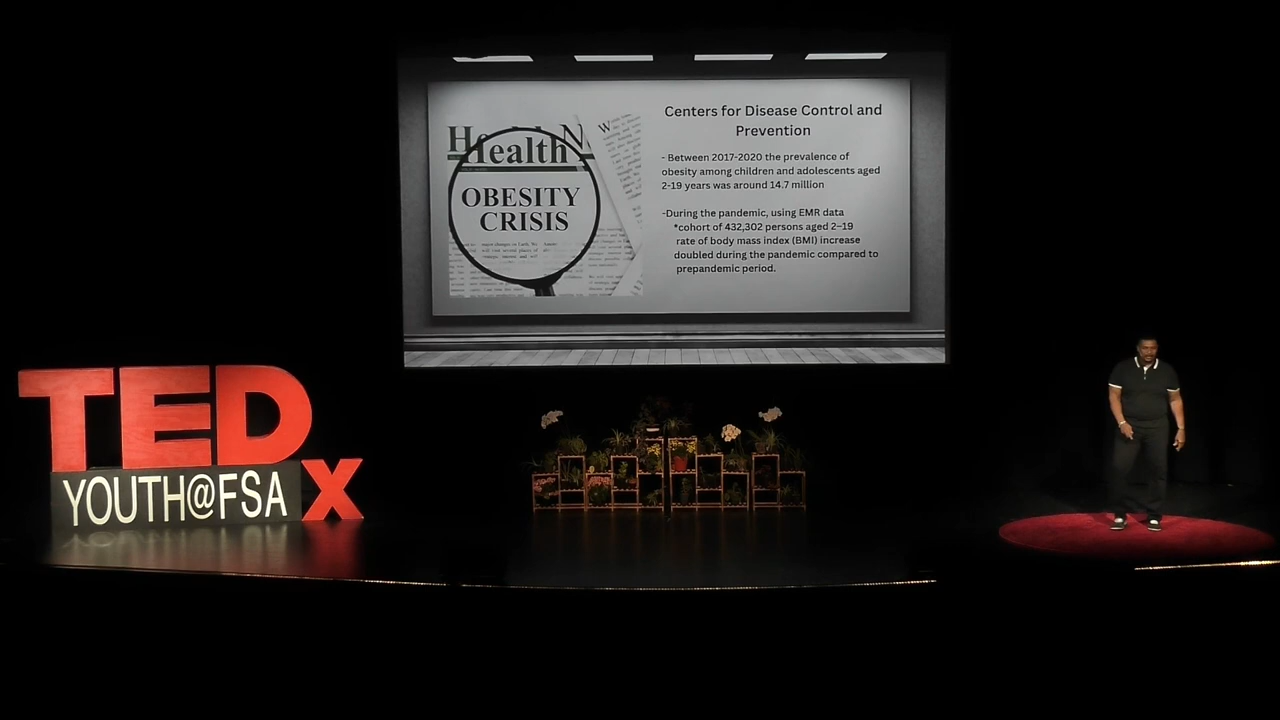 Health
OBESITY
CRISIS
Centers for Disease Control and
Prevention
- Between 2017-2020 the prevalence of
obesity among children and adolescents aged
2-19 years was around 14.7 million
-During the pandemic, using EMR data
*cohort of 432,302 persons aged 2–19
rate of body mass index (BMI) increase
doubled during the pandemic compared to
prepandemic period.
TED
x
YOUTH@FSA